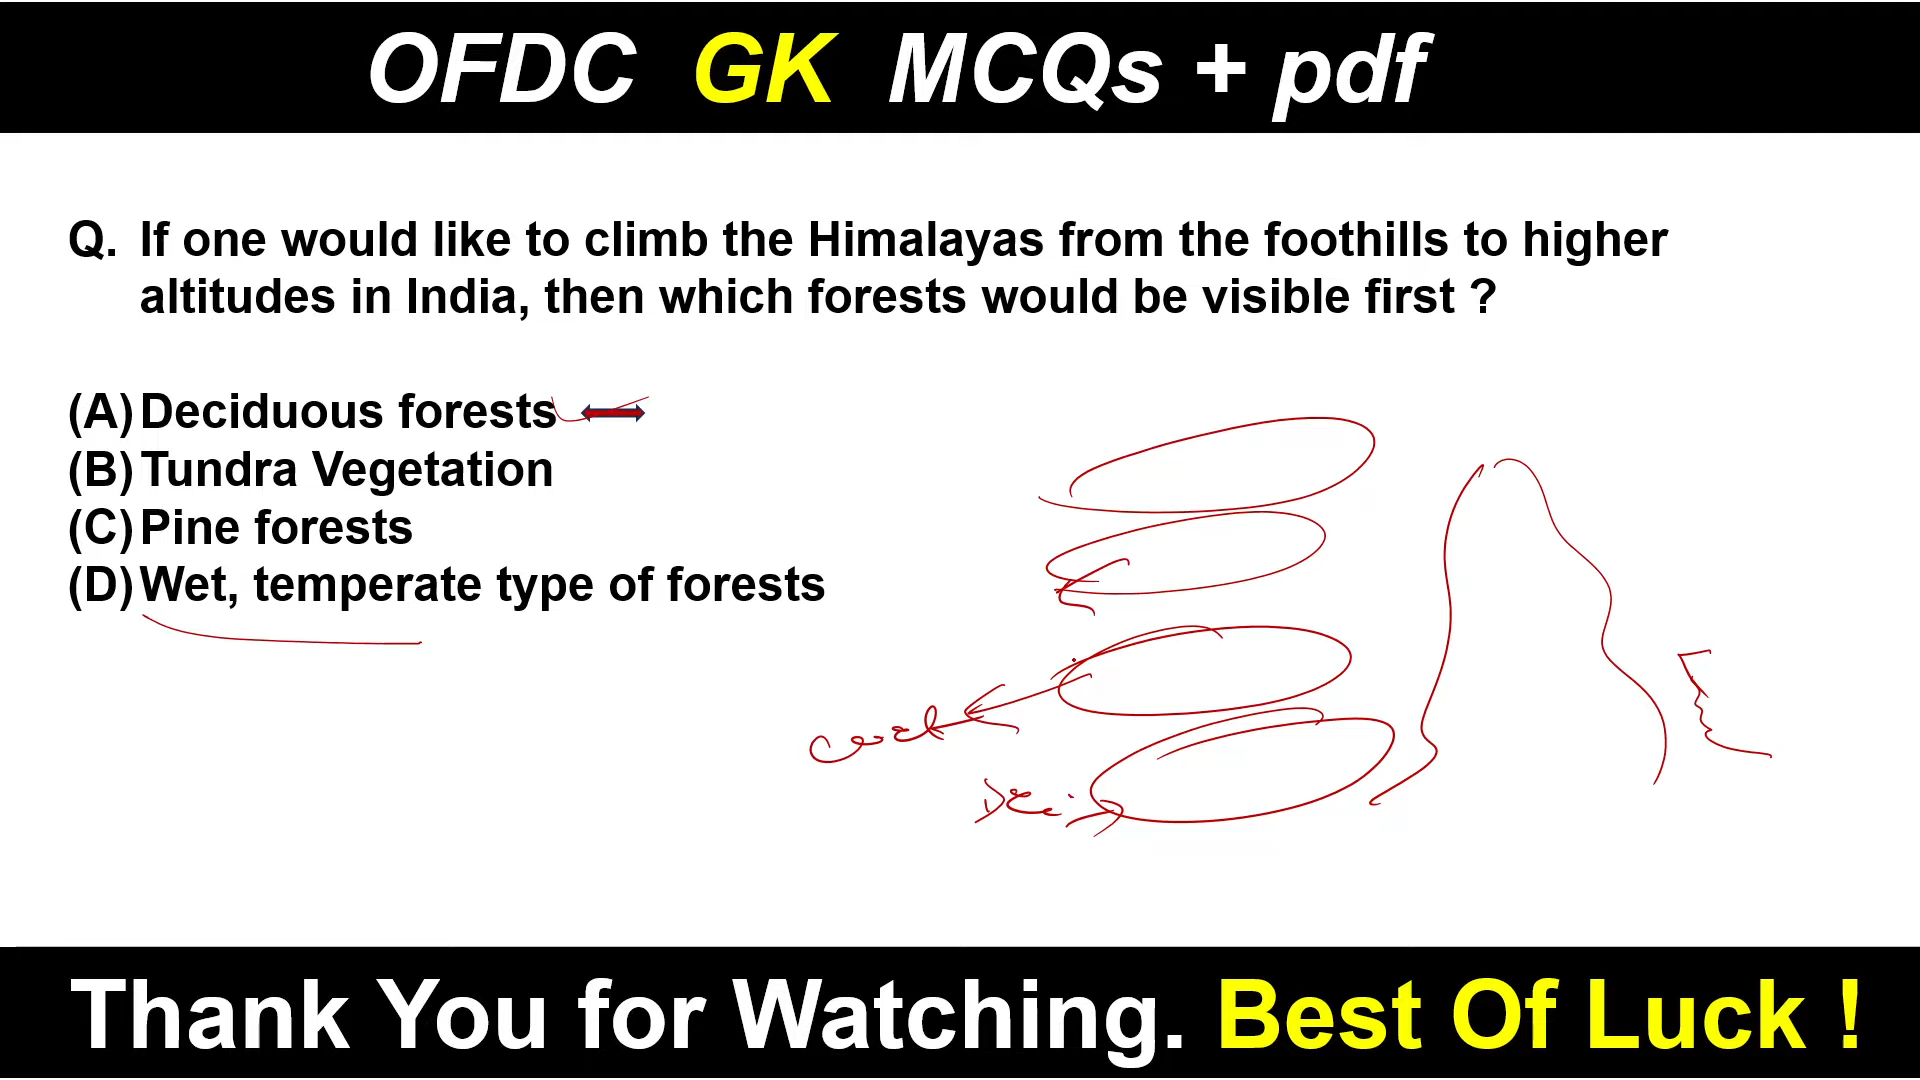 OFDC GK MCQs + pdf
Q. If one would like to climb the Himalayas from the foothills to higher
altitudes in India, then which forests would be visible first ?
(A) Deciduous forests
(B) Tundra Vegetation
(C) Pine forests
(D) Wet, temperate type of forests
Deci
Thank You for Watching. Best Of Luck !